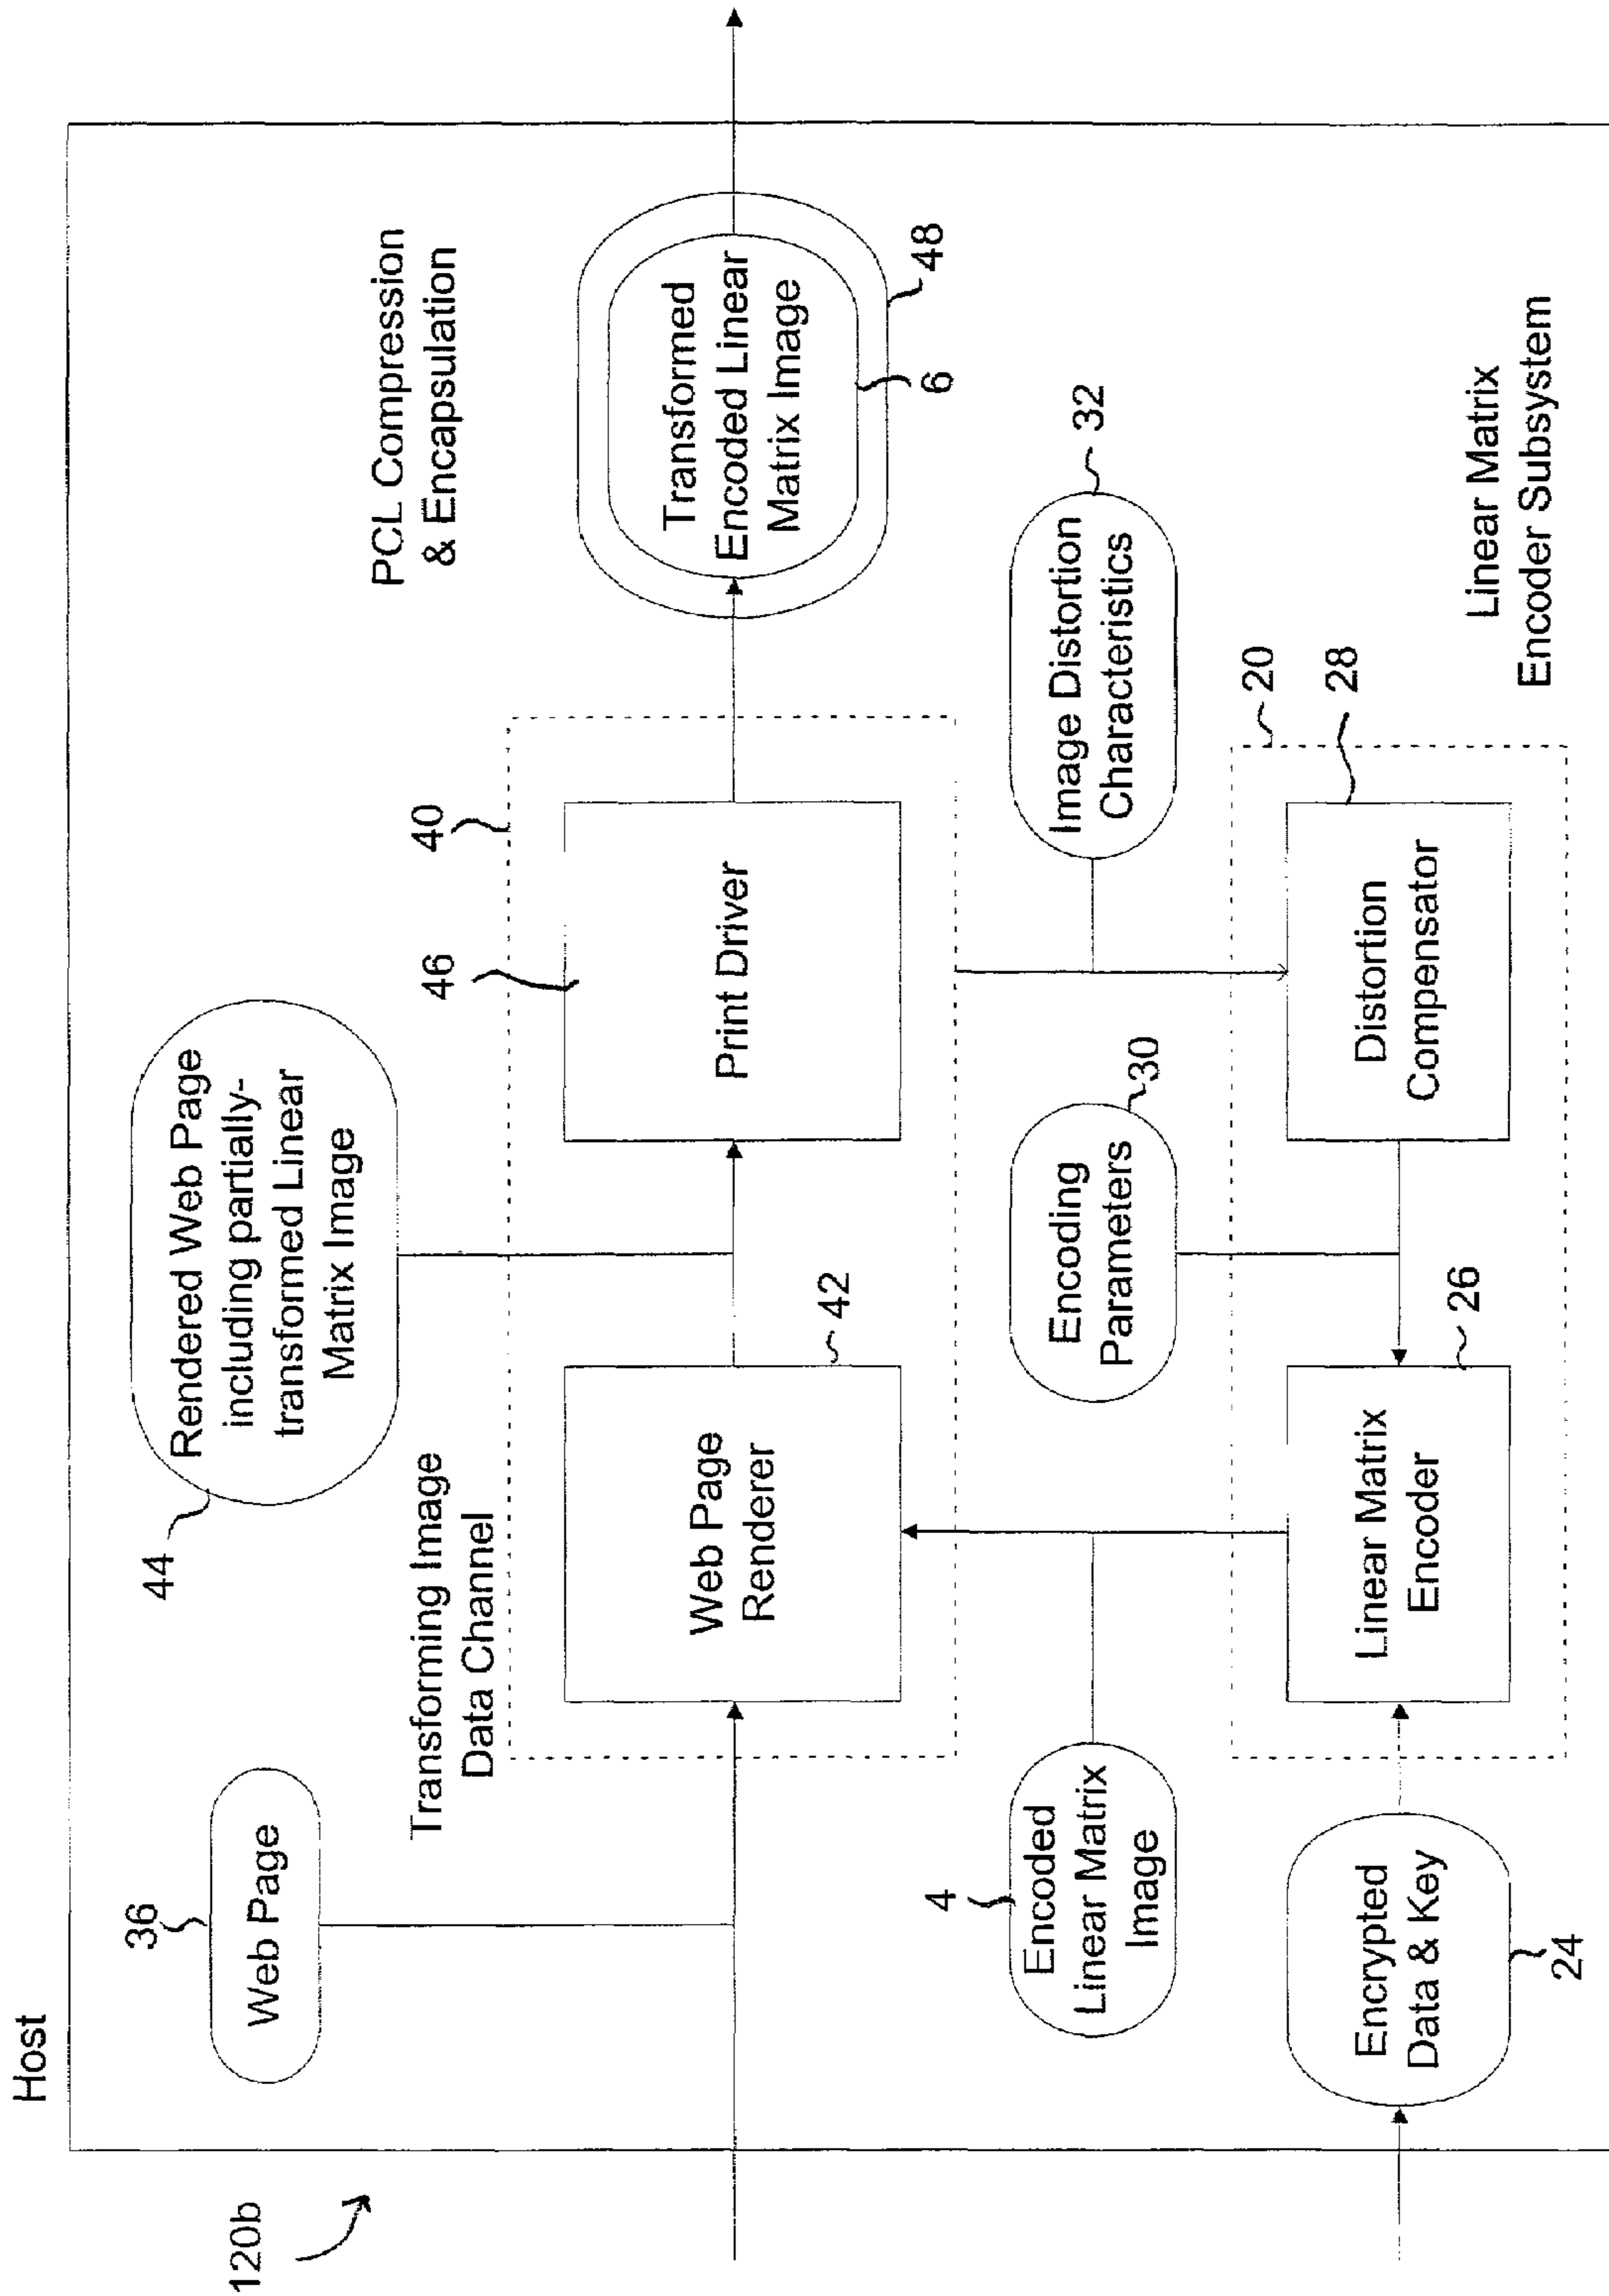 Host
120b
36
Web Page
44
Rendered Web Page
including partially-
transformed Linear
Matrix Image
PCL Compression
& Encapsulation
Transforming Image
Data Channel
40
Web Page
Renderer
42
46
Print Driver
Transformed
Encoded Linear
Matrix Image
6
48
4
Encoded
Linear Matrix
Image
Encoding
Parameters
30
Image Distortion
Characteristics
32
Encrypted
Data & Key
24
Linear Matrix
Encoder
26
Distortion
Compensator
28
20
Linear Matrix
Encoder Subsystem